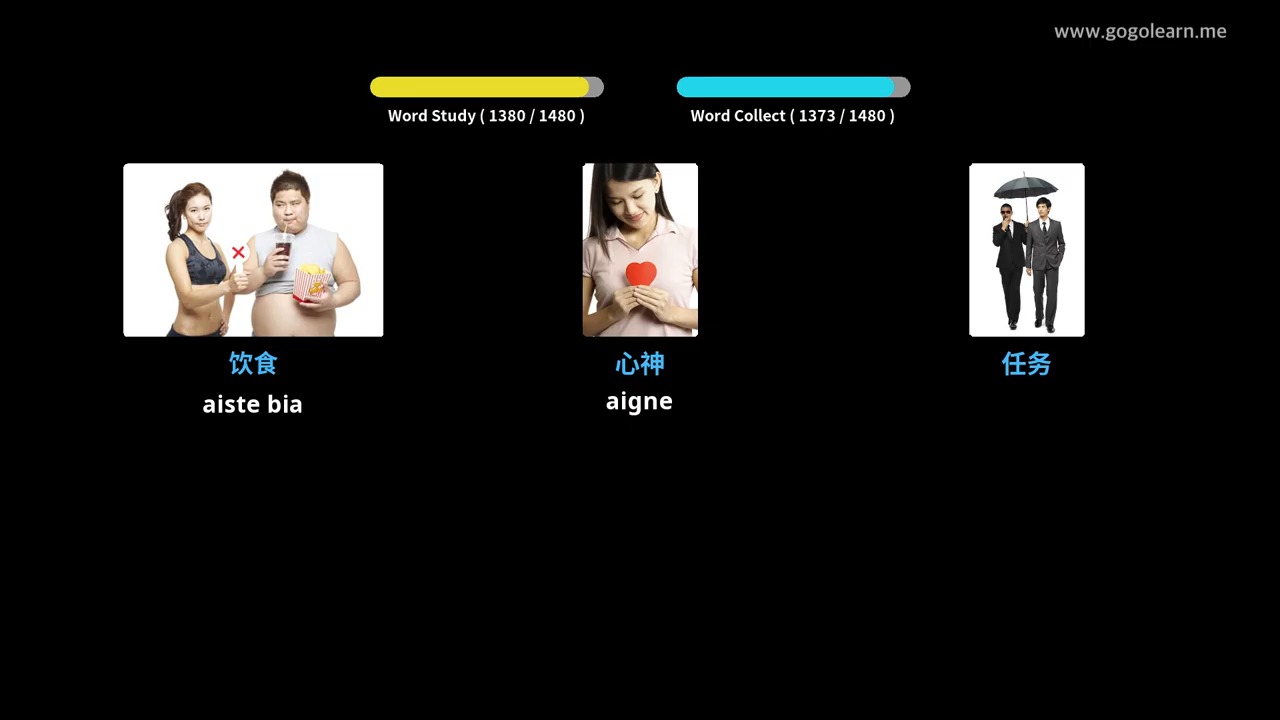 www.gogolearn.me
Word Study ( 1380 / 1480 )
Word Collect ( 1373 / 1480 )
饮食
心神
任务
aiste bia
aigne